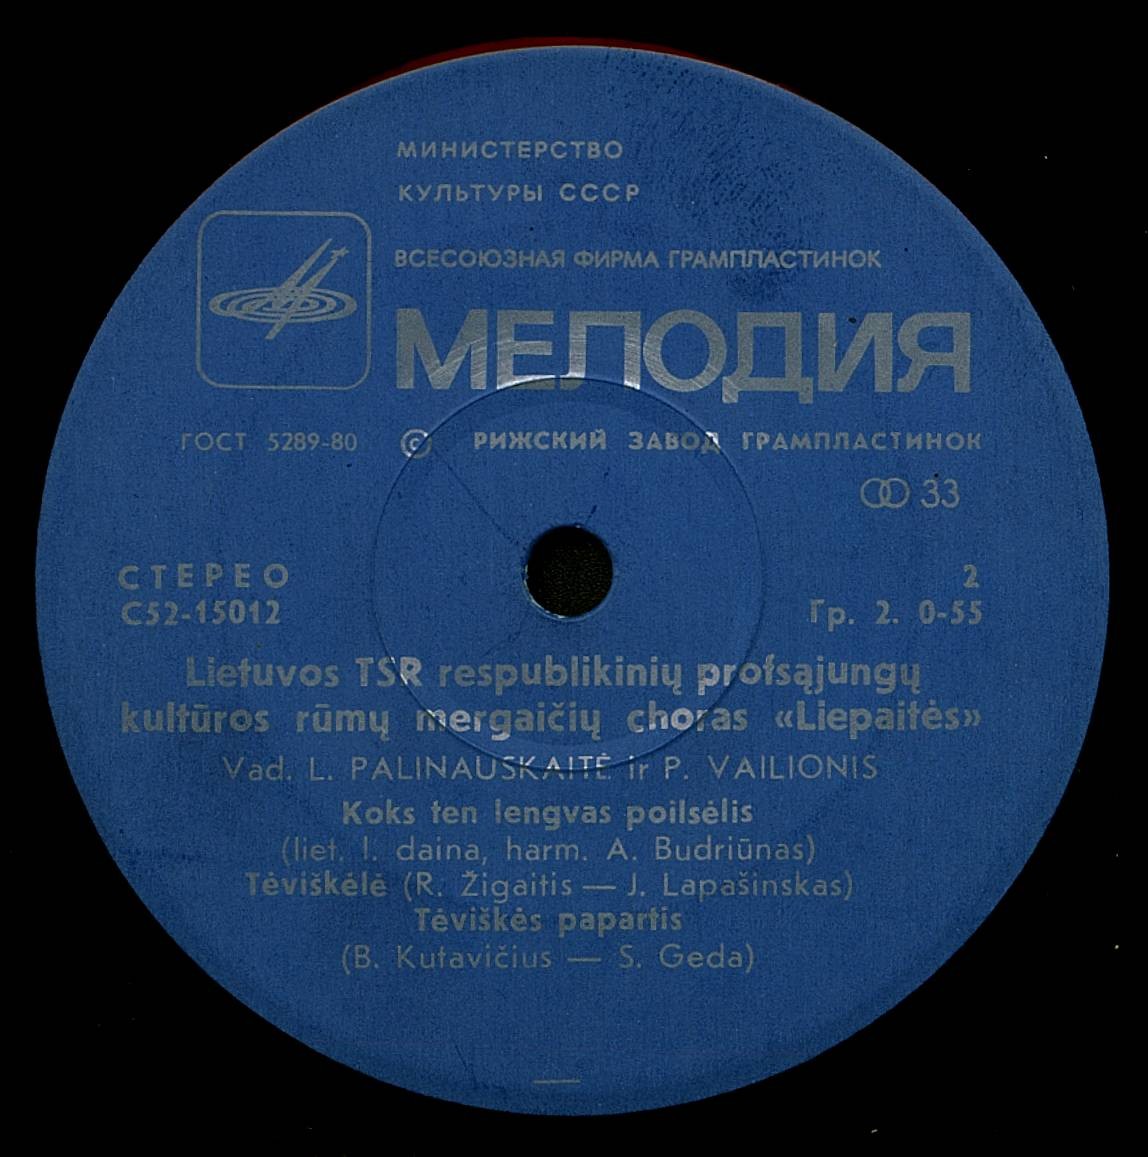 МИНИСТЕРСТВО
КУЛЬТУРЫ СССР
ВСЕСОЮЗНАЯ ФИРМА ГРАМПЛАСТИНОК
МЕЛОДИЯ
ГОСТ 5289-80 © РИЖСКИЙ ЗАВОД ГРАМПЛАСТИНОК
33
СТЕРЕО 2
С52-15012 Гр. 2. 0-55
Lietuvos TSR respublikinių profsąjungų
kultūros rūmų mergaičių choras «Liepaitės»
Vad. L. PALINAUSKAITĖ ir P. VAILIONIS
Koks ten lengvas poilsėlis
(liet. l. daina, harm. A. Budriūnas)
Tėviškėlė (R. Žigaitis — J. Lapašinskas)
Tėviškės papartis
(B. Kutavičius — S. Geda)